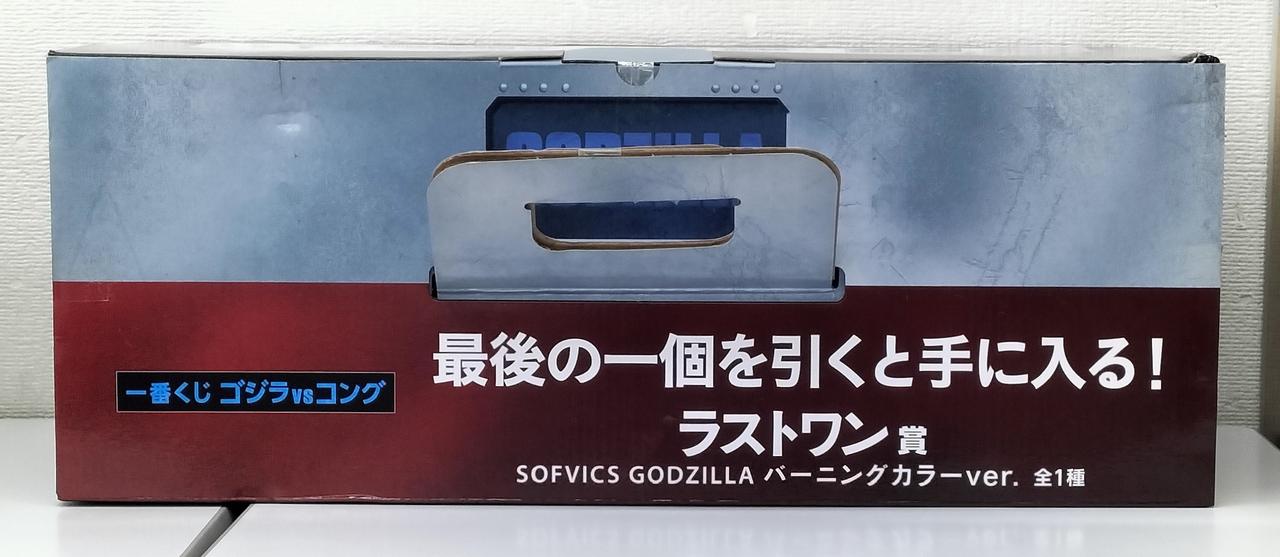 GODZILLA
最後の一個を引くと手に入る!
一番くじ ゴジラvsコング
ラストワン賞
SOFVICS GODZILLA バーニングカラーver. 全1種